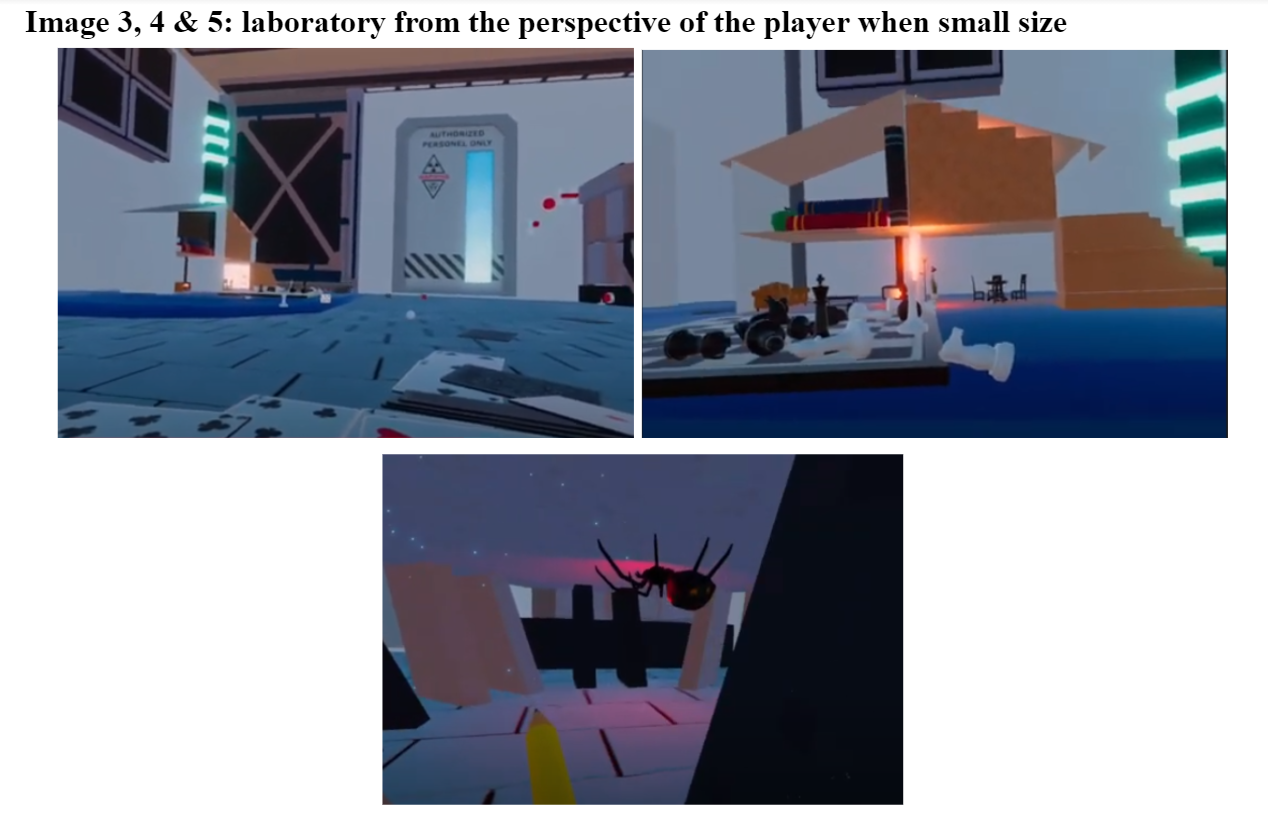 Image 3, 4 & 5: laboratory from the perspective of the player when small size
AUTHORIZED
PERSONEL ONLY